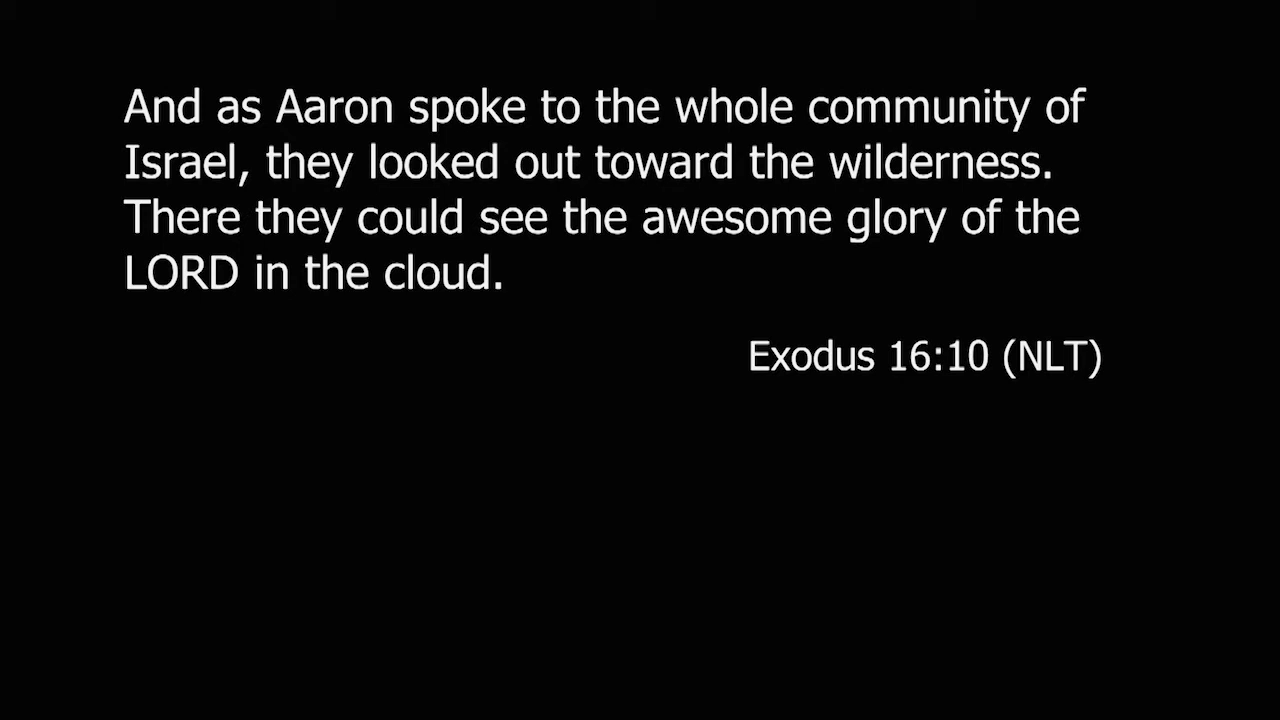 And as Aaron spoke to the whole community of
Israel, they looked out toward the wilderness.
There they could see the awesome glory of the
LORD in the cloud.
Exodus 16:10 (NLT)